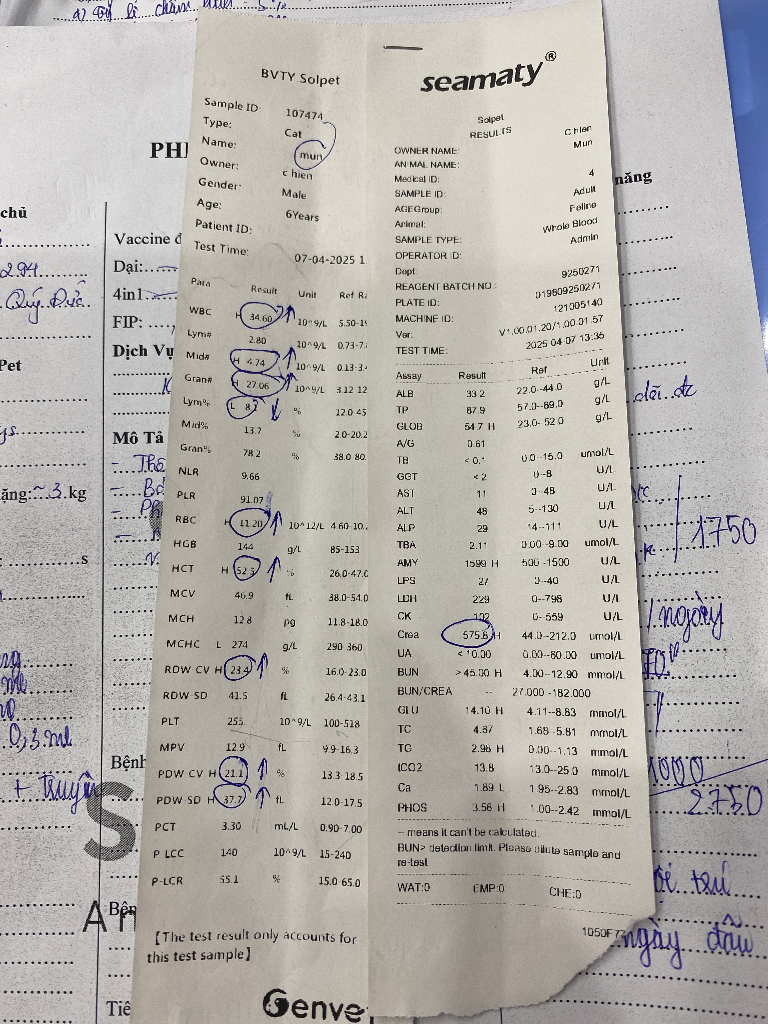 BVTY Solpet
Sample ID: 107474
Type: Cat
Name: mun
Owner: c hien
Gender: Male
Age: 6Years
Patient ID:
Test Time: 07-04-2025 1
Para Result Unit Ref Ra
WBC H 34.60 10^9/L 5.50-19
Lym# 2.80 10^9/L 0.73-7.
Mid# H 4.74 10^9/L 0.13-3.
Gran# H 27.06 10^9/L 3.12 12
Lym% L 8.1 % 12.0-45
Mid% 13.7 % 2.0-20.2
Gran% 78.2 % 38.0-80.
NLR 9.66
PLR 91.07
RBC H 11.20 10^12/L 4.60-10.
HGB 144 g/L 85-153
HCT H 52.5 % 26.0-47.0
MCV 46.9 fL 38.0-54.0
MCH 12.8 pg 11.8-18.0
MCHC L 274 g/L 290-360
RDW CV H 23.4 % 16.0-23.0
RDW SD 41.5 fL 26.4-43.1
PLT 255 10^9/L 100-518
MPV 12.9 fL 9.9-16.3
PDW CV H 21.1 % 13.3-18.5
PDW SD H 37.7 fL 12.0-17.5
PCT 3.30 mL/L 0.90-7.00
P LCC 140 10^9/L 15-240
P-LCR 55.1 % 15.0 65.0
【The test result only accounts for
this test sample】
Genve
seamaty®
Solpet
RESULTS
OWNER NAME: C hien
ANIMAL NAME: Mun
Medical ID:
SAMPLE ID: 4
AGEGroup: Adult
Animal: Feline
SAMPLE TYPE: Whole Blood
OPERATOR ID: Admin
Dept:
REAGENT BATCH NO: 9250271
PLATE ID: 019809250271
MACHINE ID: 121005140
Ver: V1.00.01.20/1.00.01.57
TEST TIME: 2025 04 07 13:35
Assay Result Ref Unit
ALB 33.2 22.0--44.0 g/L
TP 87.9 57.0--89.0 g/L
GLOB 54.7 H 23.0- 52.0 g/L
A/G 0.61
TB < 0.1 0.0--15.0 umol/L
GGT < 2 0--8 U/L
AST 11 0--48 U/L
ALT 48 5--130 U/L
ALP 29 14--111 U/L
TBA 2.11 0.00--9.00 umol/L
AMY 1599 H 500 -1500 U/L
LPS 27 0--40 U/L
LDH 229 0--798 U/L
CK 102 0--559 U/L
Crea 575.8 H 44.0--212.0 umol/L
UA < 10.00 0.00--60.00 umol/L
BUN > 45.00 H 4.00--12.90 mmol/L
BUN/CREA -- 27.000 -182.000
GLU 14.10 H 4.11--8.83 mmol/L
TC 4.87 1.68 -5.81 mmol/L
TG 2.96 H 0.00--1.13 mmol/L
tCO2 13.8 13.0--25.0 mmol/L
Ca 1.89 L 1.95--2.83 mmol/L
PHOS 3.56 H 1.00--2.42 mmol/L
-- means it can't be calculated.
BUN> detection limit. Please dilute sample and
re-test
WAT:0 EMP:0 CHE:0
PHI
chủ
294
Quý Đức
Pet
ặng:~3 kg
s
0,3 ml
+ truyền
Vaccine đ
Dại:
4in1
FIP:
Dịch Vụ
Mô Tả
Bệnh
Bện
Tiê
năng
1750
ngày
1000
2750
ngày đầu